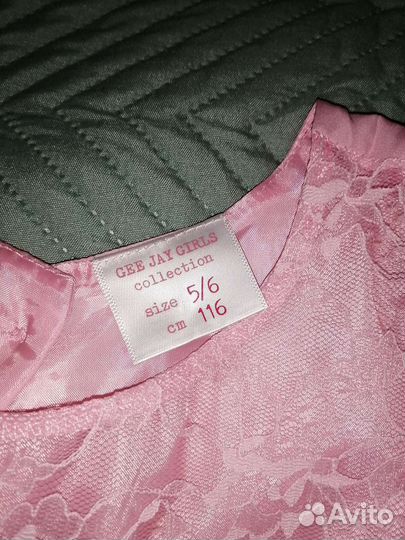 GEE JAY GIRLS
collection
size 5/6
cm 116
Avito